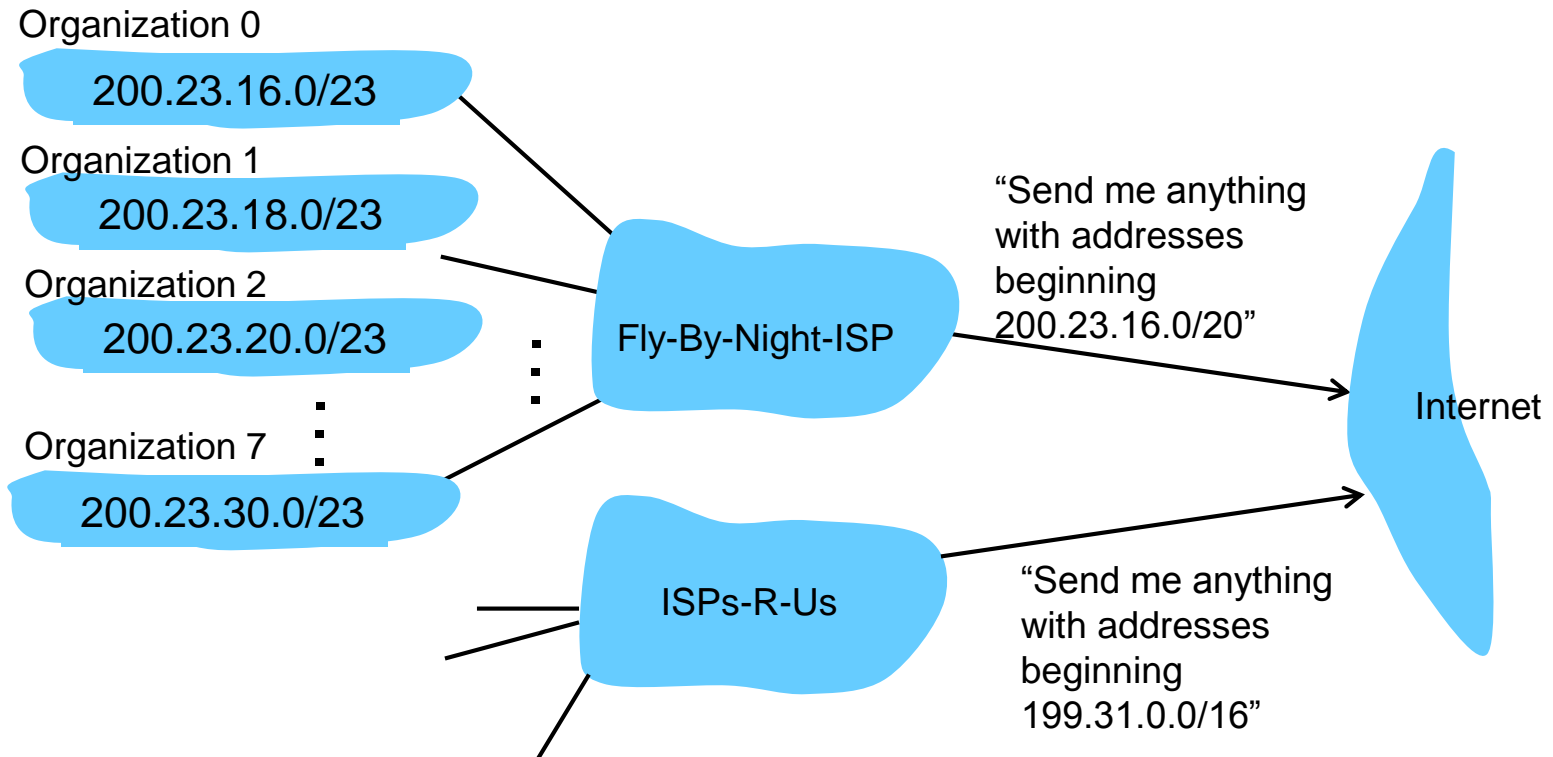 Organization 0
200.23.16.0/23
Organization 1
200.23.18.0/23
Organization 2
200.23.20.0/23
Organization 7
200.23.30.0/23
Fly-By-Night-ISP
“Send me anything
with addresses
beginning
200.23.16.0/20”
Internet
ISPs-R-Us
“Send me anything
with addresses
beginning
199.31.0.0/16”